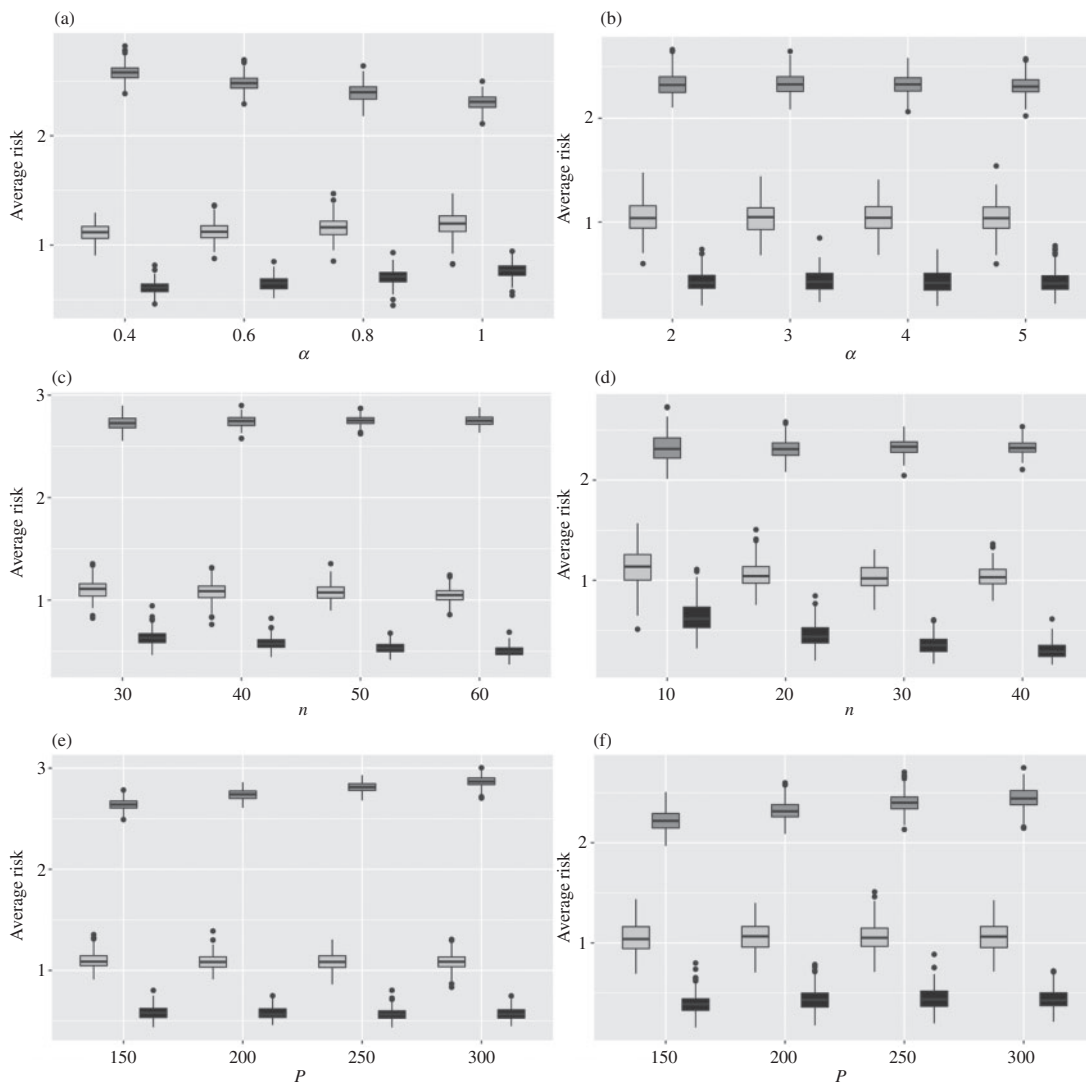 (a)
Average risk
2
1
0.4 0.6 0.8 1
α
(b)
Average risk
2
1
2 3 4 5
α
(c)
Average risk
3
2
1
30 40 50 60
n
(d)
Average risk
2
1
10 20 30 40
n
(e)
Average risk
3
2
1
150 200 250 300
P
(f)
Average risk
2
1
150 200 250 300
P